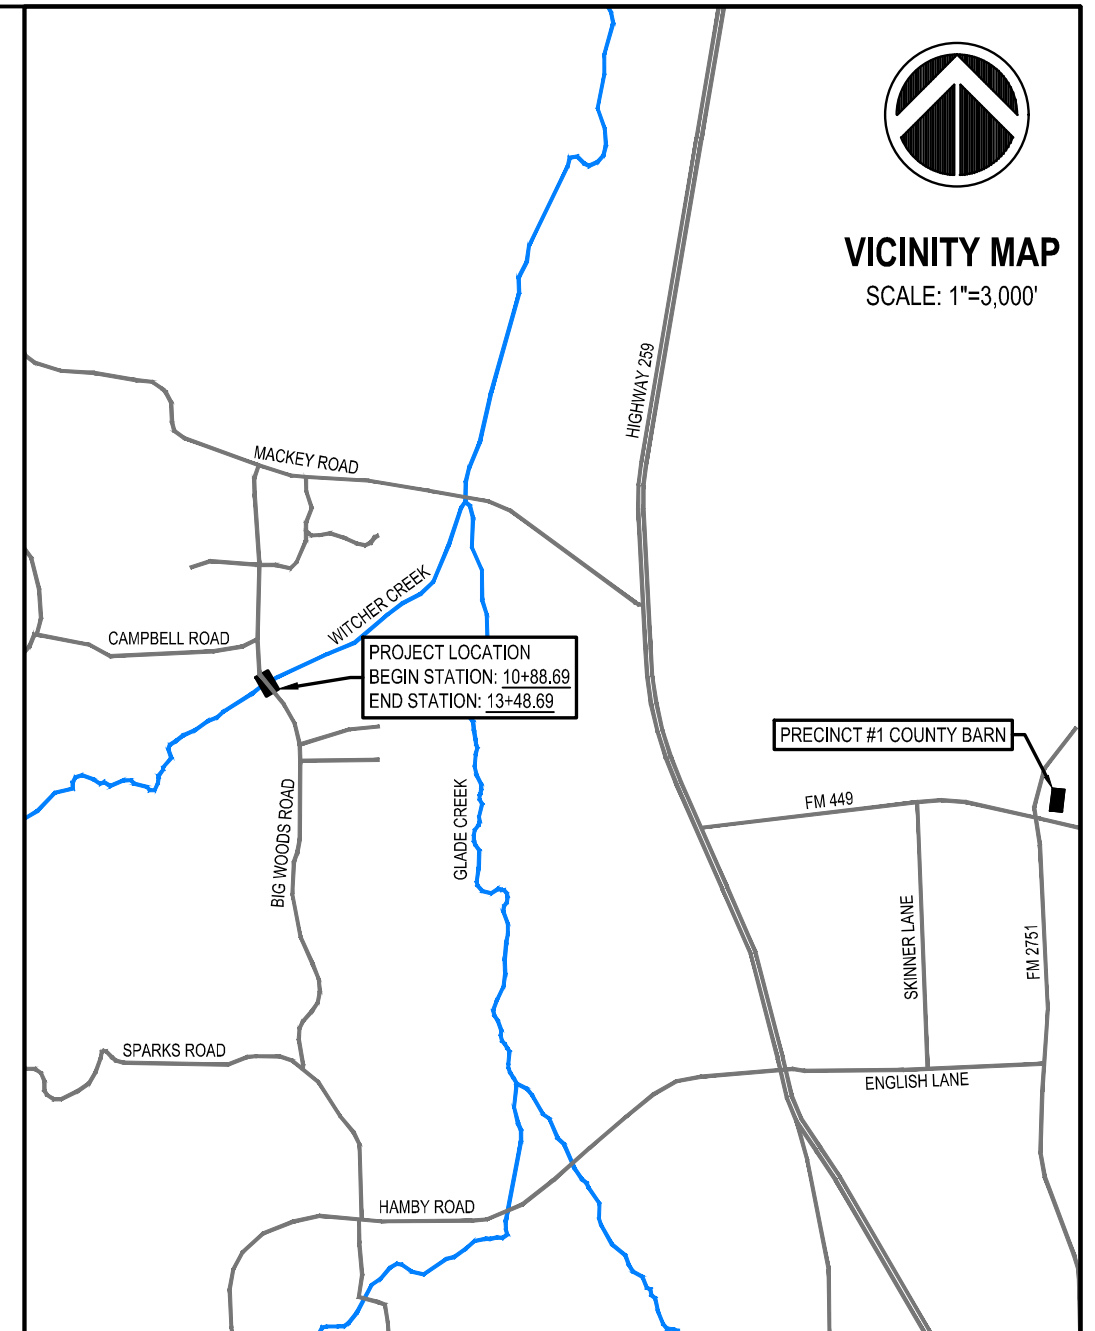 VICINITY MAP
SCALE: 1"=3,000'
HIGHWAY 259
MACKEY ROAD
WITCHER CREEK
CAMPBELL ROAD
PROJECT LOCATION
BEGIN STATION: 10+88.69
END STATION: 13+48.69
PRECINCT #1 COUNTY BARN
FM 449
BIG WOODS ROAD
GLADE CREEK
SKINNER LANE
FM 2751
SPARKS ROAD
ENGLISH LANE
HAMBY ROAD